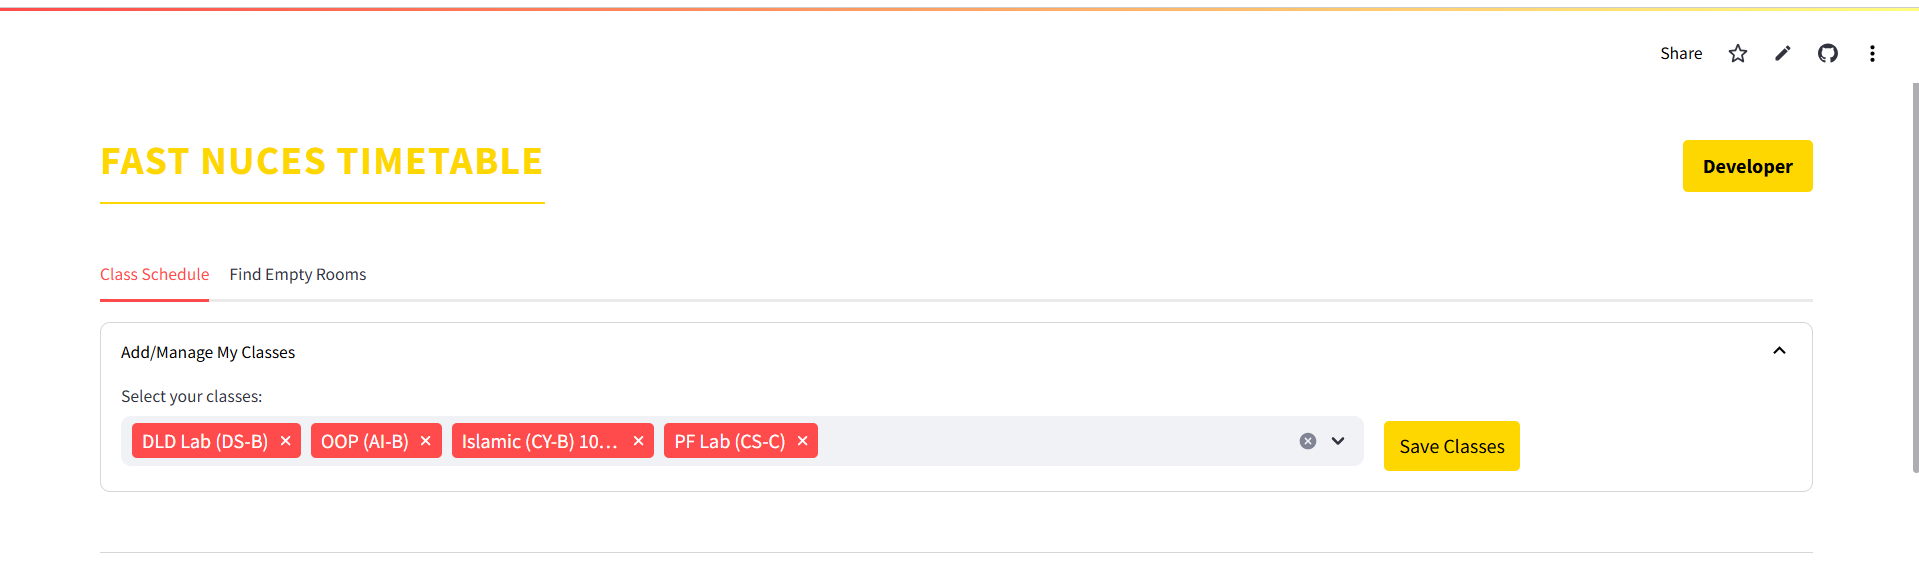 Share
FAST NUCES TIMETABLE
Developer
Class Schedule Find Empty Rooms
Add/Manage My Classes
Select your classes:
DLD Lab (DS-B) OOP (AI-B) Islamic (CY-B) 10... PF Lab (CS-C) Save Classes